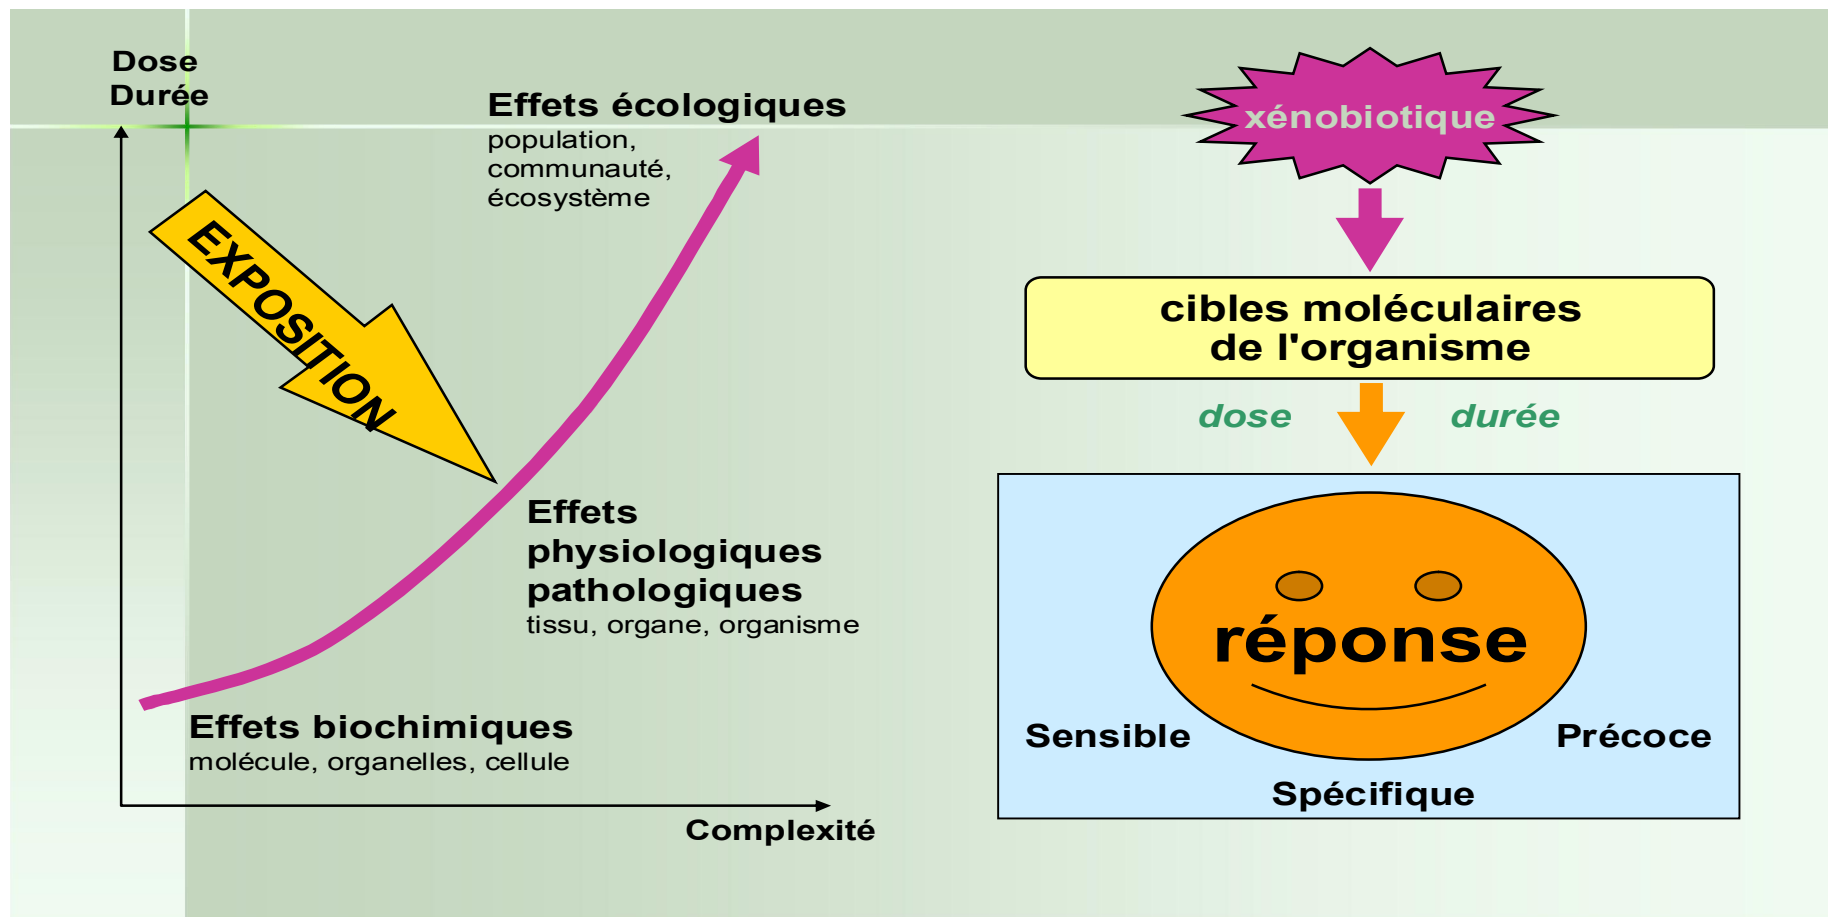 Dose
Durée
Effets écologiques
population,
communauté,
écosystème
EXPOSITION
Effets
physiologiques
pathologiques
tissu, organe, organisme
Effets biochimiques
molécule, organelles, cellule
Complexité
xénobiotique
cibles moléculaires
de l'organisme
dose durée
réponse
Sensible Précoce
Spécifique